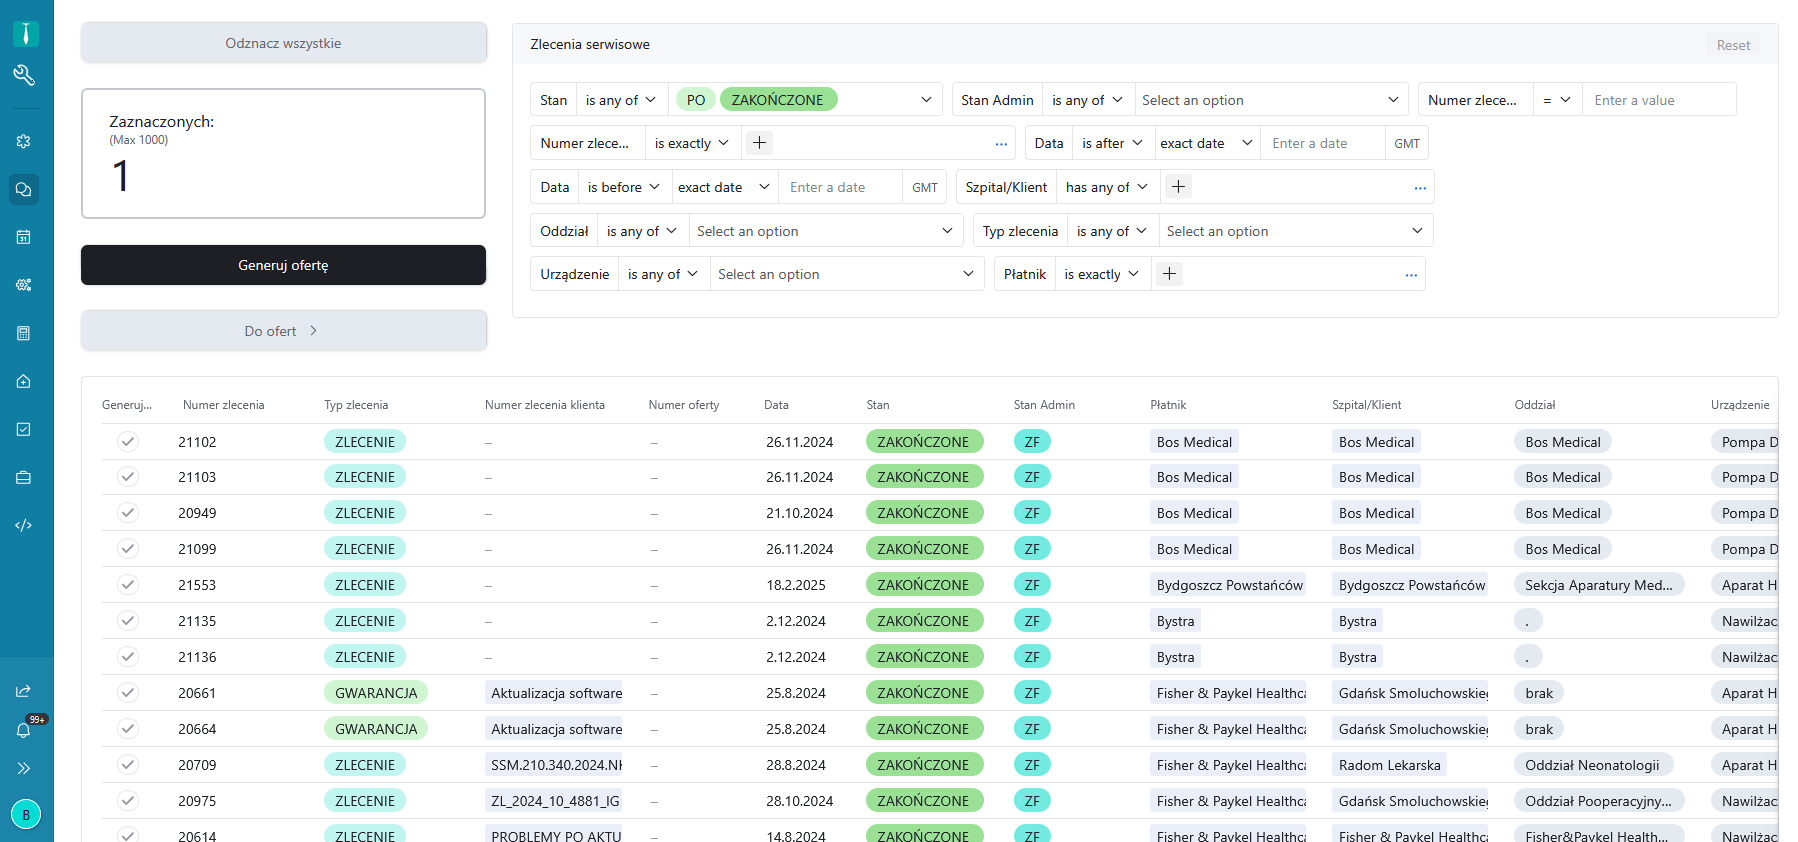 Odznacz wszystkie
Zaznaczonych:
(Max 1000)
1
Generuj ofertę
Do ofert
Zlecenia serwisowe
Reset
Stan is any of PO ZAKOŃCZONE Stan Admin is any of Select an option Numer zlece... = Enter a value
Numer zlece... is exactly ... Data is after exact date Enter a date GMT
Data is before exact date Enter a date GMT Szpital/Klient has any of ...
Oddział is any of Select an option Typ zlecenia is any of Select an option
Urządzenie is any of Select an option Płatnik is exactly ...
Generuj... Numer zlecenia Typ zlecenia Numer zlecenia klienta Numer oferty Data Stan Stan Admin Płatnik Szpital/Klient Oddział Urządzenie
21102 ZLECENIE – – 26.11.2024 ZAKOŃCZONE ZF Bos Medical Bos Medical Bos Medical Pompa D
21103 ZLECENIE – – 26.11.2024 ZAKOŃCZONE ZF Bos Medical Bos Medical Bos Medical Pompa D
20949 ZLECENIE – – 21.10.2024 ZAKOŃCZONE ZF Bos Medical Bos Medical Bos Medical Pompa D
21099 ZLECENIE – – 26.11.2024 ZAKOŃCZONE ZF Bos Medical Bos Medical Bos Medical Pompa D
21553 ZLECENIE – – 18.2.2025 ZAKOŃCZONE ZF Bydgoszcz Powstańców Bydgoszcz Powstańców Sekcja Aparatury Med... Aparat H
21135 ZLECENIE – – 2.12.2024 ZAKOŃCZONE ZF Bystra Bystra . Nawilżac
21136 ZLECENIE – – 2.12.2024 ZAKOŃCZONE ZF Bystra Bystra . Nawilżac
20661 GWARANCJA Aktualizacja software – 25.8.2024 ZAKOŃCZONE ZF Fisher & Paykel Healthca Gdańsk Smoluchowskieg brak Aparat H
20664 GWARANCJA Aktualizacja software – 25.8.2024 ZAKOŃCZONE ZF Fisher & Paykel Healthca Gdańsk Smoluchowskieg brak Aparat H
20709 ZLECENIE SSM.210.340.2024.NK – 28.8.2024 ZAKOŃCZONE ZF Fisher & Paykel Healthca Radom Lekarska Oddział Neonatologii Aparat H
20975 ZLECENIE ZL_2024_10_4881_IG – 28.10.2024 ZAKOŃCZONE ZF Fisher & Paykel Healthca Gdańsk Smoluchowskieg Oddział Pooperacyjny... Nawilżac
20614 ZLECENIE PROBLEMY PO AKTU – 14.8.2024 ZAKOŃCZONE ZF Fisher & Paykel Healthca Fisher & Paykel Healthca Fisher&Paykel Health... Nawilżac
31
99+
B